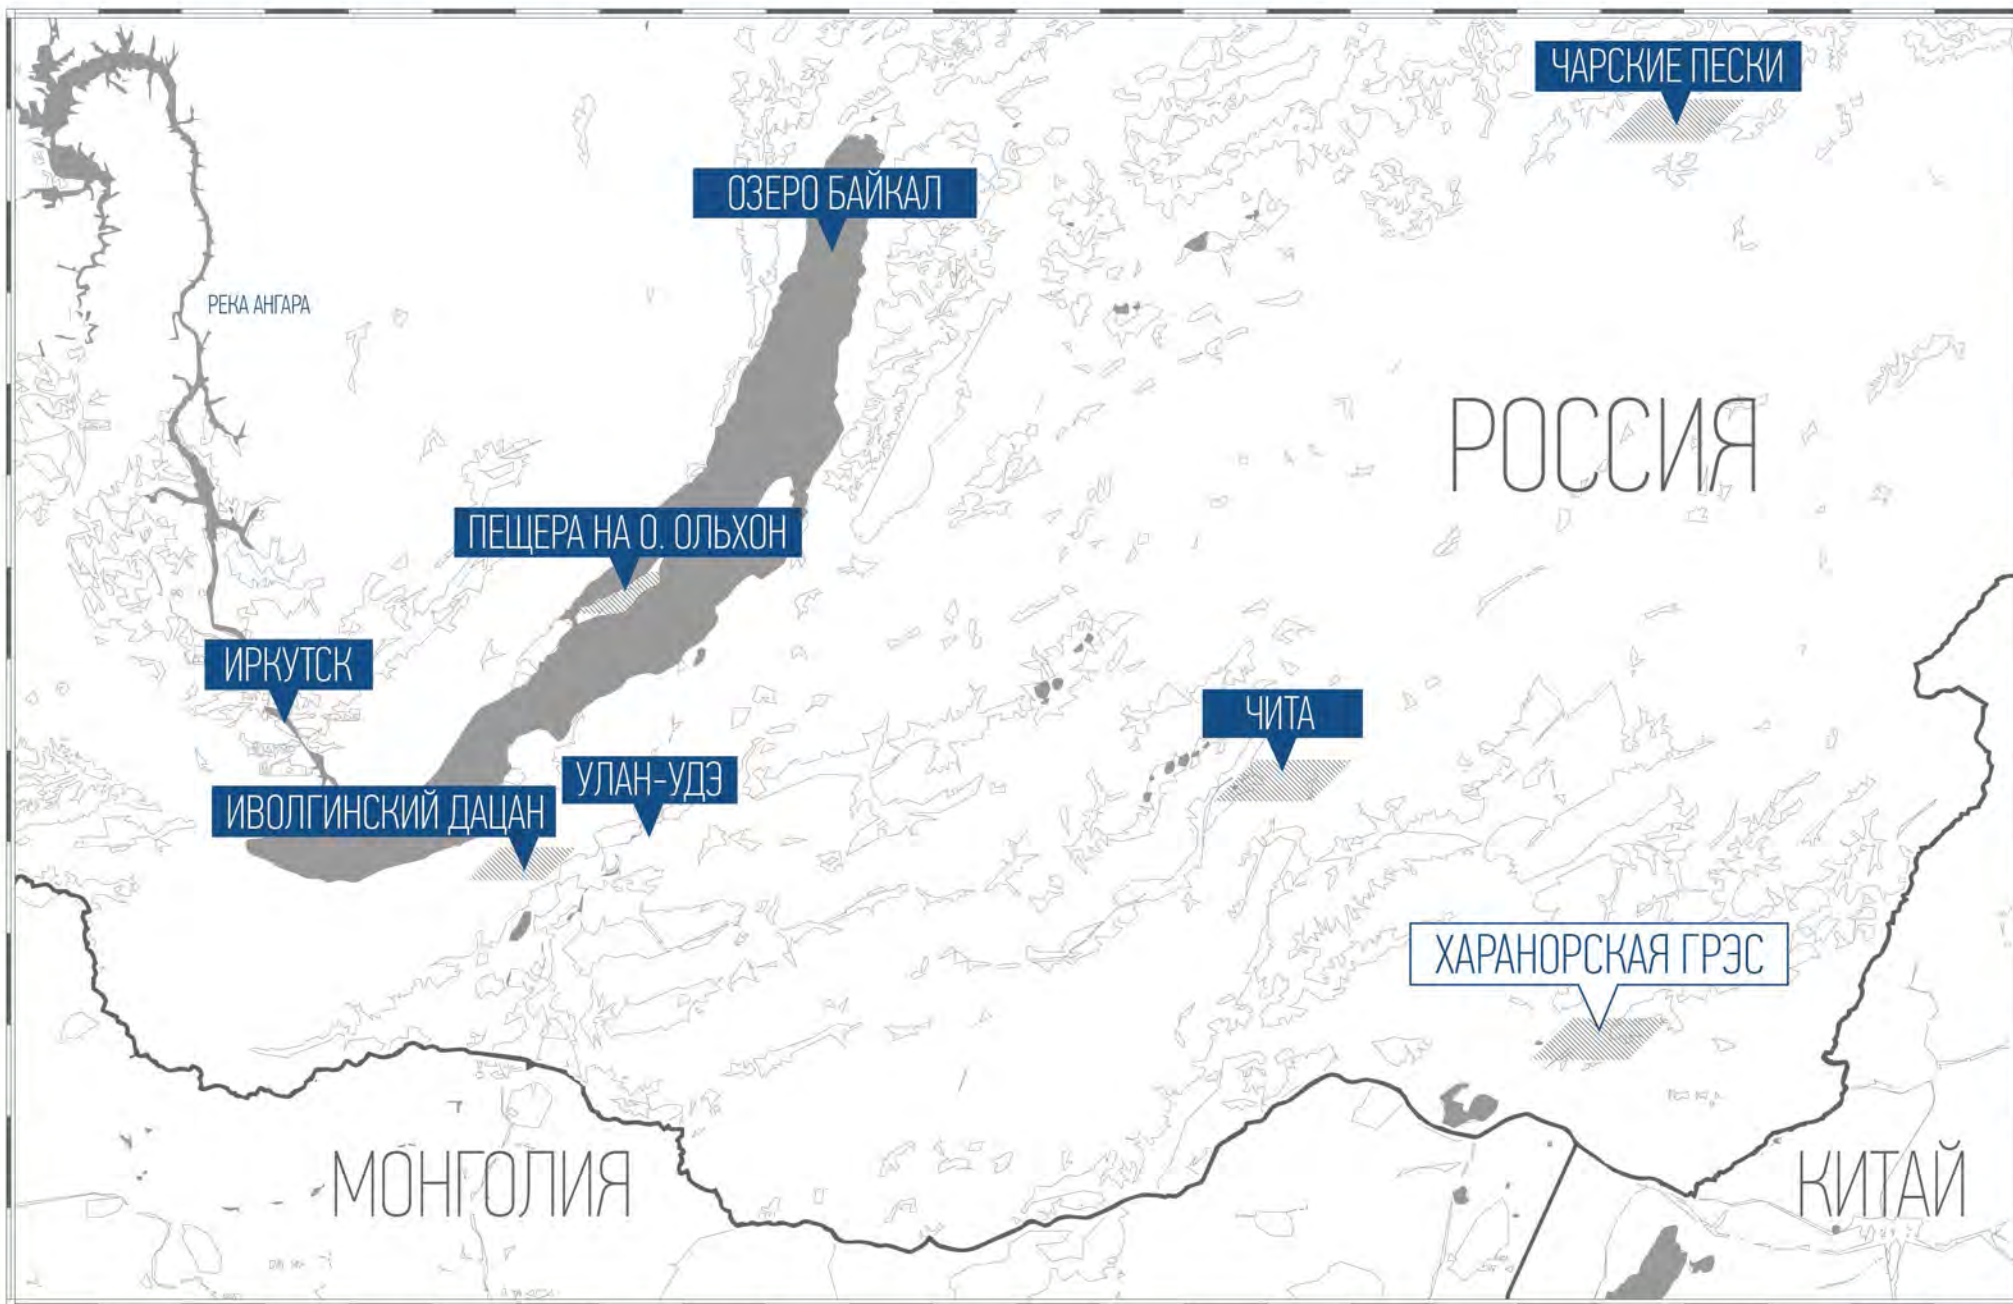 ЧАРСКИЕ ПЕСКИ
ОЗЕРО БАЙКАЛ
РЕКА АНГАРА
РОССИЯ
ПЕЩЕРА НА О. ОЛЬХОН
ИРКУТСК
ЧИТА
УЛАН-УДЭ
ИВОЛГИНСКИЙ ДАЦАН
ХАРАНОРСКАЯ ГРЭС
МОНГОЛИЯ
КИТАЙ